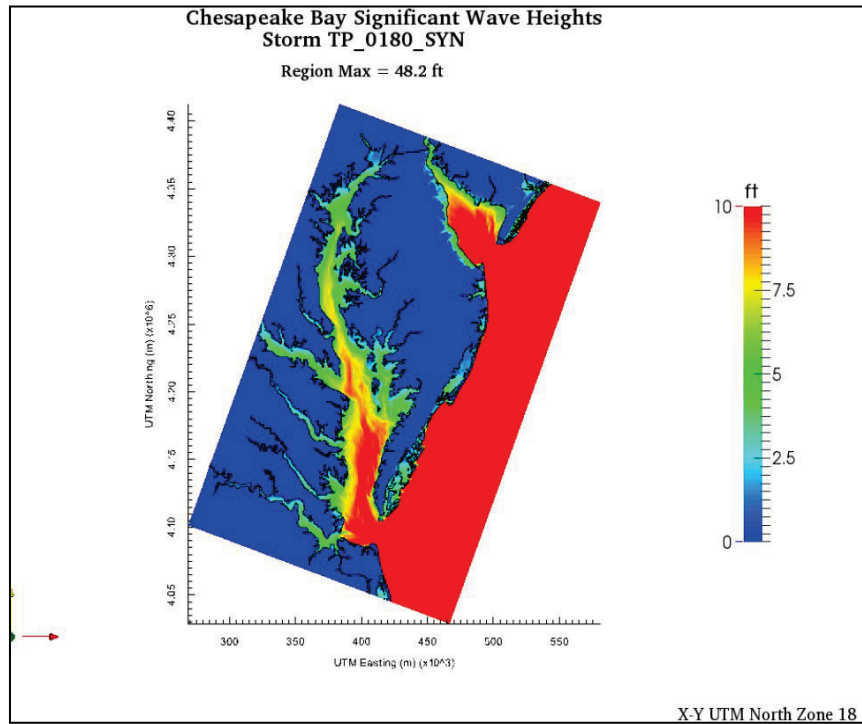 Chesapeake Bay Significant Wave Heights
Storm TP_0180_SYN
Region Max = 48.2 ft
4.40
4.35
4.30
4.25
4.20
4.15
4.10
4.05
UTM Northing (m) (x10^6)
300
350
400
450
500
550
UTM Easting (m) (x10^3)
ft
10
7.5
5
2.5
0
X-Y UTM North Zone 18